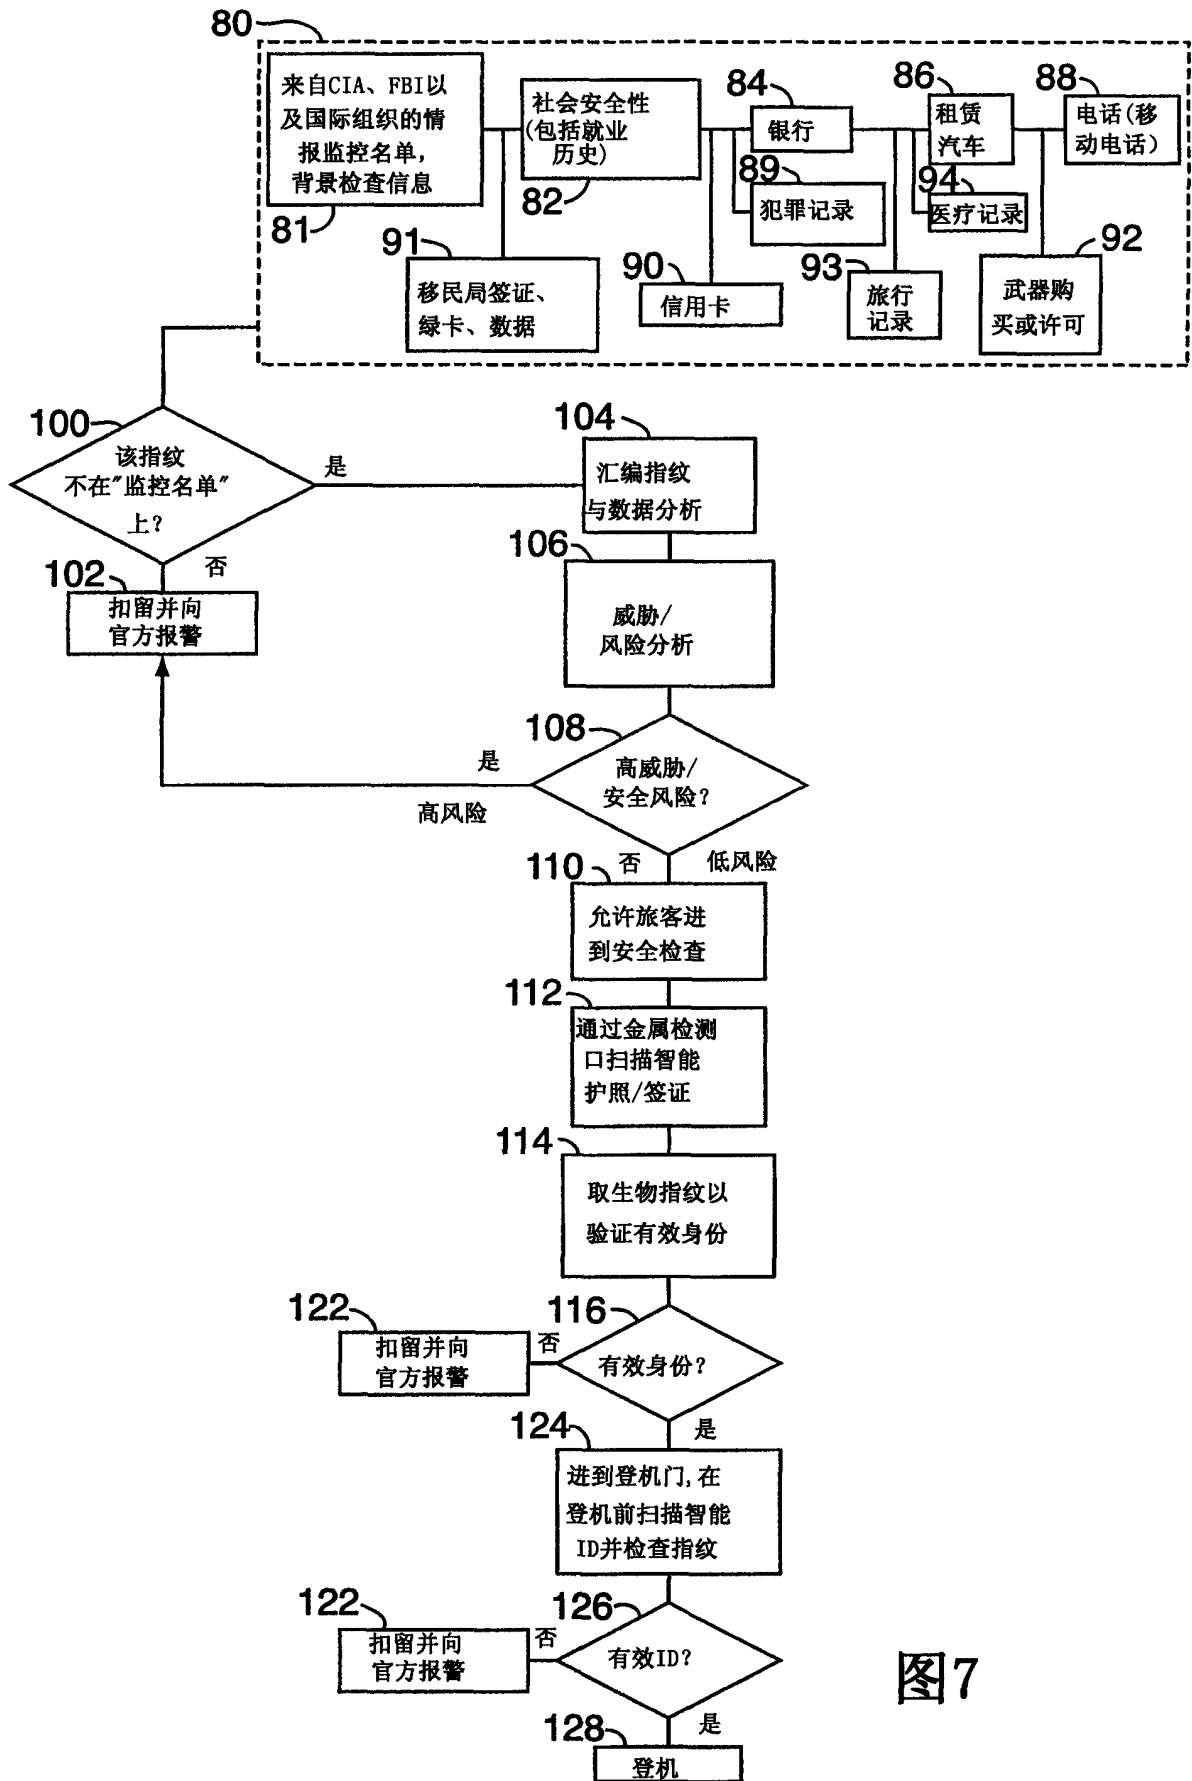 80
来自CIA、FBI以
及国际组织的情
报监控名单，
背景检查信息
81
社会安全性
(包括就业
历史)
82
84
银行
86
租赁
汽车
88
电话(移
动电话)
89
犯罪记录
94
医疗记录
91
移民局签证、
绿卡、数据
90
信用卡
93
旅行
记录
92
武器购
买或许可
100
该指纹
不在"监控名单"
上？
是
否
102
扣留并向
官方报警
104
汇编指纹
与数据分析
106
威胁/
风险分析
108
高威胁/
安全风险？
是
高风险
否
低风险
110
允许旅客进
到安全检查
112
通过金属检测
口扫描智能
护照/签证
114
取生物指纹以
验证有效身份
116
有效身份？
否
122
扣留并向
官方报警
是
124
进到登机门,在
登机前扫描智能
ID并检查指纹
126
有效ID？
否
122
扣留并向
官方报警
是
128
登机
图7